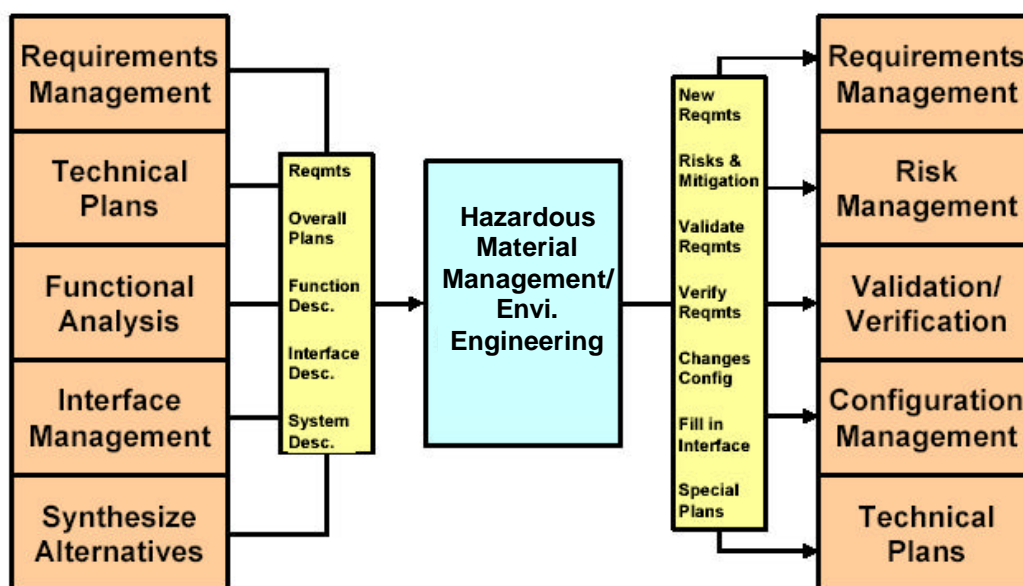 Requirements
Management
Technical
Plans
Functional
Analysis
Interface
Management
Synthesize
Alternatives
Reqmts
Overall
Plans
Function
Desc.
Interface
Desc.
System
Desc.
Hazardous
Material
Management/
Envi.
Engineering
New
Reqmts
Risks &
Mitigation
Validate
Reqmts
Verify
Reqmts
Changes
Config
Fill in
Interface
Special
Plans
Requirements
Management
Risk
Management
Validation/
Verification
Configuration
Management
Technical
Plans